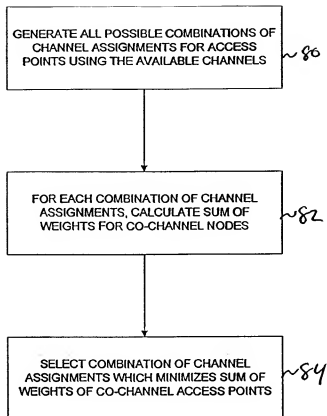 GENERATE ALL POSSIBLE COMBINATIONS OF
CHANNEL ASSIGNMENTS FOR ACCESS
POINTS USING THE AVAILABLE CHANNELS
80
FOR EACH COMBINATION OF CHANNEL
ASSIGNMENTS, CALCULATE SUM OF
WEIGHTS FOR CO-CHANNEL NODES
82
SELECT COMBINATION OF CHANNEL
ASSIGNMENTS WHICH MINIMIZES SUM OF
WEIGHTS OF CO-CHANNEL ACCESS POINTS
84